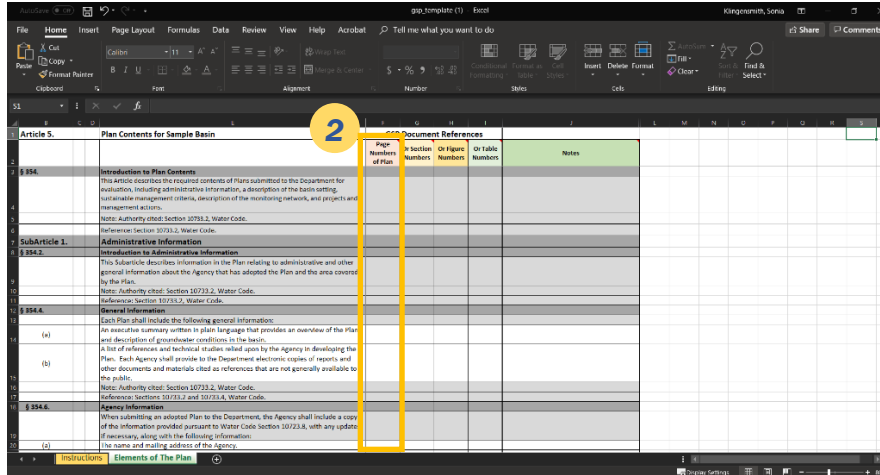 AutoSave Off
gsp_template (1) - Excel
Klingensmith, Sonia
File Home Insert Page Layout Formulas Data Review View Help Acrobat Tell me what you want to do
Share Comments
Cut
Copy
Format Painter
Paste
Calibri 11
Wrap Text
Merge & Center
Conditional Formatting
Format as Table
Cell Styles
Insert Delete Format
AutoSum
Fill
Clear
Sort & Filter
Find & Select
Clipboard Font Alignment Number Styles Cells Editing
S1
fx
2
Article 5. Plan Contents for Sample Basin GSP Document References
Page Numbers of Plan
Or Section Numbers
Or Figure Numbers
Or Table Numbers
Notes
§ 354. Introduction to Plan Contents
This Article describes the required contents of Plans submitted to the Department for
evaluation, including administrative information, a description of the basin setting,
sustainable management criteria, description of the monitoring network, and projects and
management actions.
Note: Authority cited: Section 10733.2, Water Code.
Reference: Section 10733.2, Water Code.
SubArticle 1. Administrative Information
§ 354.2. Introduction to Administrative Information
This Subarticle describes information in the Plan relating to administrative and other
general information about the Agency that has adopted the Plan and the area covered
by the Plan.
Note: Authority cited: Section 10733.2, Water Code.
Reference: Section 10733.2, Water Code.
§ 354.4. General Information
Each Plan shall include the following general information:
(a) An executive summary written in plain language that provides an overview of the Plan
and description of groundwater conditions in the basin.
(b) A list of references and technical studies relied upon by the Agency in developing the
Plan. Each Agency shall provide to the Department electronic copies of reports and
other documents and materials cited as references that are not generally available to
the public.
Note: Authority cited: Section 10733.2, Water Code.
Reference: Sections 10733.2 and 10733.4, Water Code.
§ 354.6. Agency Information
When submitting an adopted Plan to the Department, the Agency shall include a copy
of the information provided pursuant to Water Code Section 10723.8, with any updates
if necessary, along with the following information:
(a) The name and mailing address of the Agency.
Instructions Elements of The Plan
Display Settings